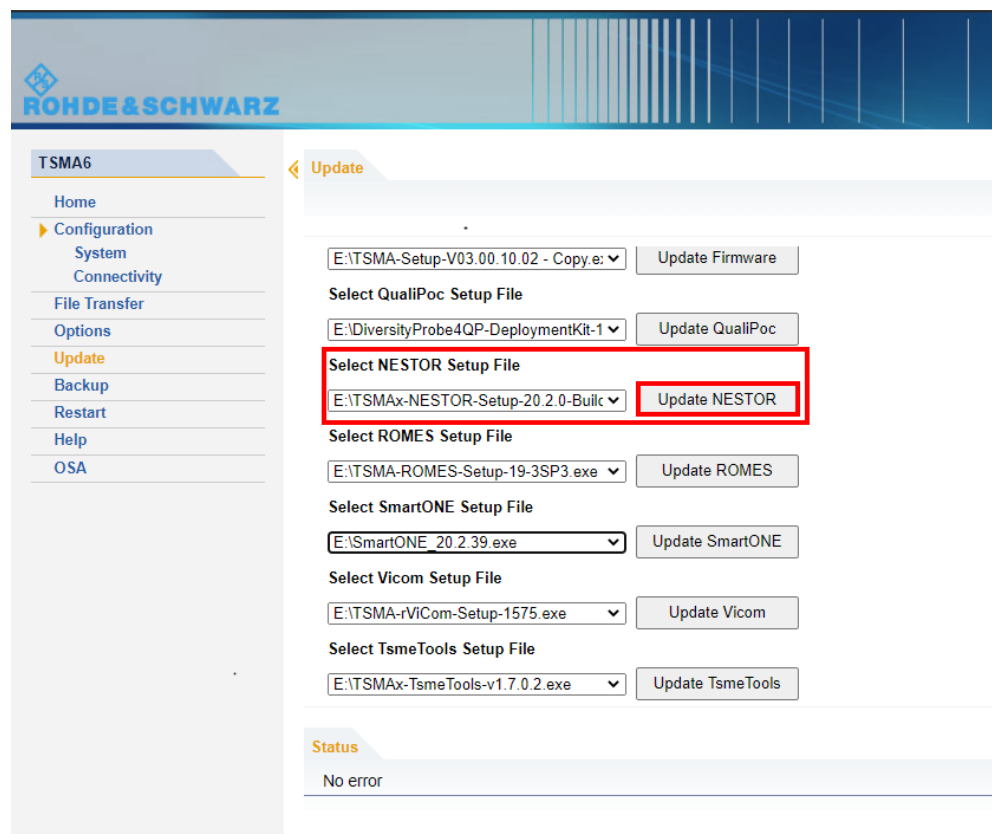 R&S
ROHDE&SCHWARZ
TSMA6
Home
Configuration
System
Connectivity
File Transfer
Options
Update
Backup
Restart
Help
OSA
Update
E:\TSMA-Setup-V03.00.10.02 - Copy.e
Update Firmware
Select QualiPoc Setup File
E:\DiversityProbe4QP-DeploymentKit-1
Update QualiPoc
Select NESTOR Setup File
E:\TSMAx-NESTOR-Setup-20.2.0-Builc
Update NESTOR
Select ROMES Setup File
E:\TSMA-ROMES-Setup-19-3SP3.exe
Update ROMES
Select SmartONE Setup File
E:\SmartONE_20.2.39.exe
Update SmartONE
Select Vicom Setup File
E:\TSMA-rViCom-Setup-1575.exe
Update Vicom
Select TsmeTools Setup File
E:\TSMAx-TsmeTools-v1.7.0.2.exe
Update TsmeTools
Status
No error